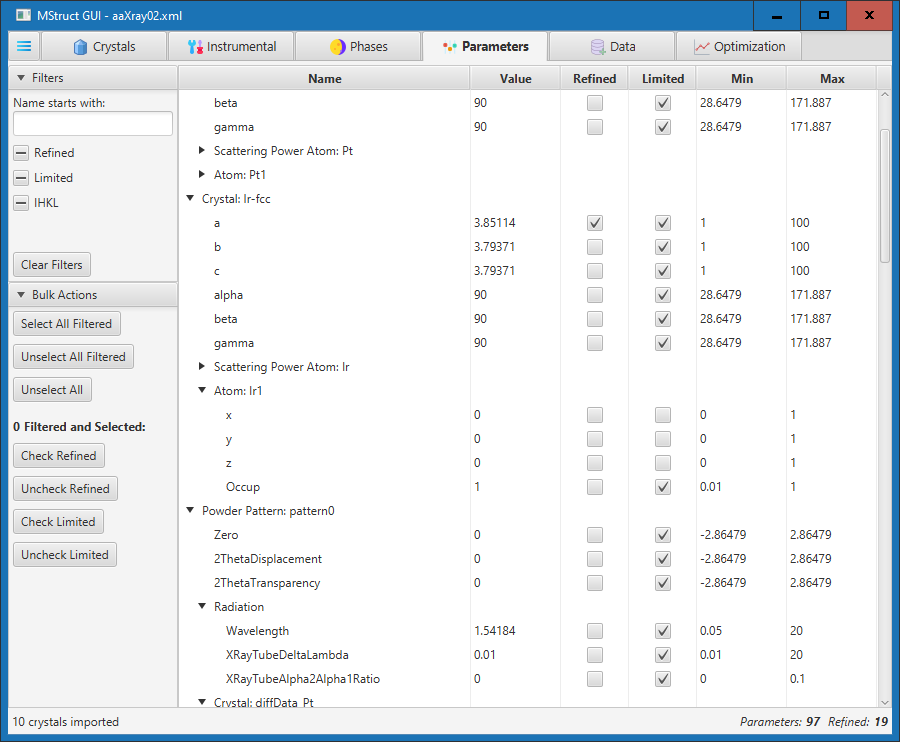 MStruct GUI - aaXray02.xml
Crystals Instrumental Phases Parameters Data Optimization
Filters
Name starts with:
Refined
Limited
IHKL
Clear Filters
Bulk Actions
Select All Filtered
Unselect All Filtered
Unselect All
0 Filtered and Selected:
Check Refined
Uncheck Refined
Check Limited
Uncheck Limited
Name Value Refined Limited Min Max
beta 90 28.6479 171.887
gamma 90 28.6479 171.887
Scattering Power Atom: Pt
Atom: Pt1
Crystal: Ir-fcc
a 3.85114 1 100
b 3.79371 1 100
c 3.79371 1 100
alpha 90 28.6479 171.887
beta 90 28.6479 171.887
gamma 90 28.6479 171.887
Scattering Power Atom: Ir
Atom: Ir1
x 0 0 1
y 0 0 1
z 0 0 1
Occup 1 0.01 1
Powder Pattern: pattern0
Zero 0 -2.86479 2.86479
2ThetaDisplacement 0 -2.86479 2.86479
2ThetaTransparency 0 -2.86479 2.86479
Radiation
Wavelength 1.54184 0.05 20
XRayTubeDeltaLambda 0.01 0.01 20
XRayTubeAlpha2Alpha1Ratio 0 0 0.1
Crystal: diffData_Pt
10 crystals imported
Parameters: 97 Refined: 19